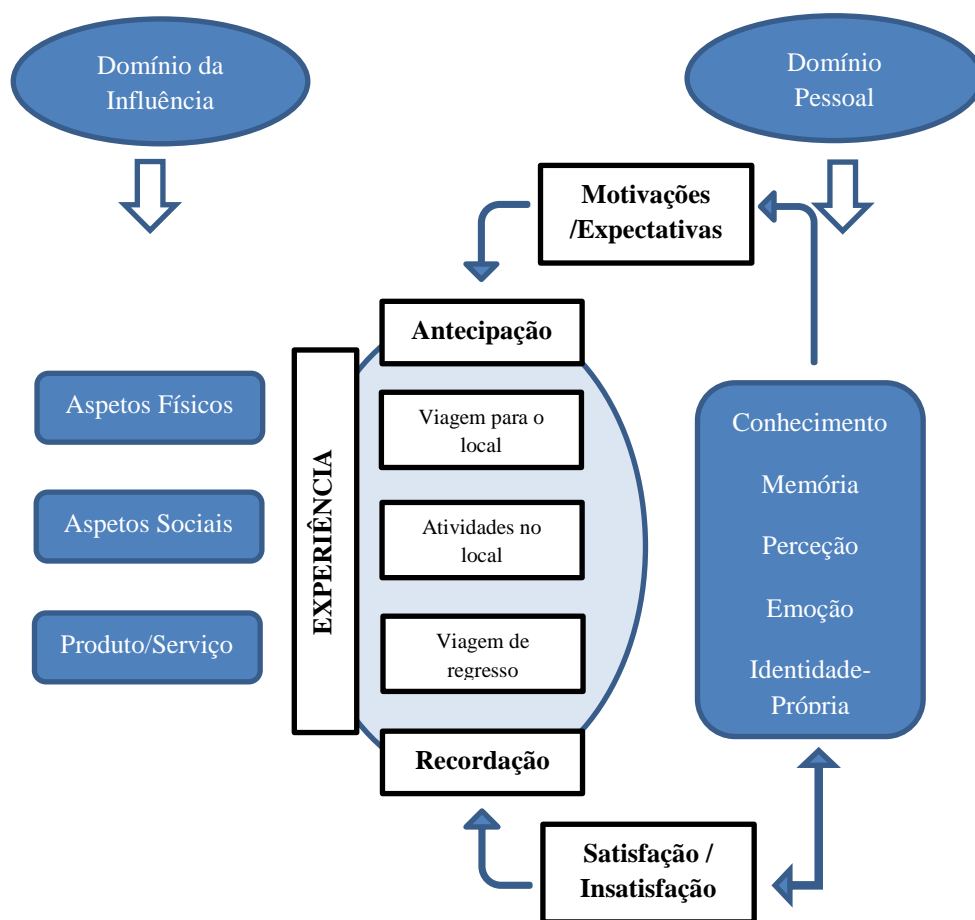 Domínio da
Influência
Domínio
Pessoal
Motivações
/Expectativas
Antecipação
EXPERIÊNCIA
Viagem para o
local
Atividades no
local
Viagem de
regresso
Recordação
Aspetos Físicos
Aspetos Sociais
Produto/Serviço
Conhecimento
Memória
Perceção
Emoção
Identidade-
Própria
Satisfação /
Insatisfação